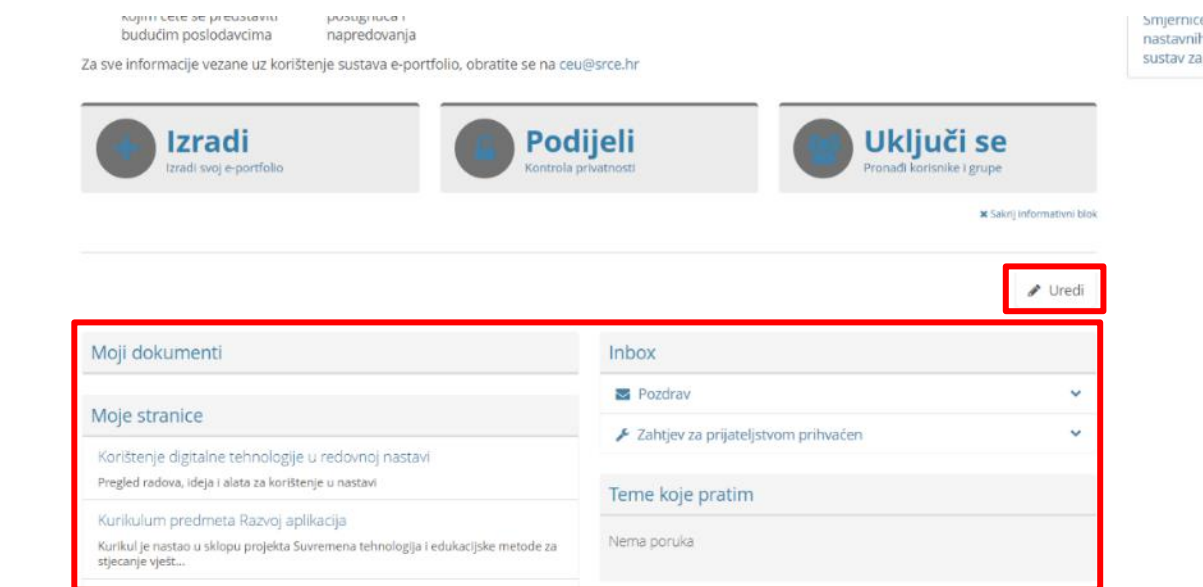 kojim ćete se predstaviti
budućim poslodavcima
postignuća i
napredovanja
Za sve informacije vezane uz korištenje sustava e-portfolio, obratite se na ceu@srce.hr
Smjernice
nastavnih
sustav za
Izradi
Izradi svoj e-portfolio
Podijeli
Kontrola privatnosti
Uključi se
Pronađi korisnike i grupe
Sakrij informativni blok
Uredi
Moji dokumenti
Moje stranice
Korištenje digitalne tehnologije u redovnoj nastavi
Pregled radova, ideja i alata za korištenje u nastavi
Kurikulum predmeta Razvoj aplikacija
Kurikul je nastao u sklopu projekta Suvremena tehnologija i edukacijske metode za
stjecanje vješt...
Inbox
Pozdrav
Zahtjev za prijateljstvom prihvaćen
Teme koje pratim
Nema poruka